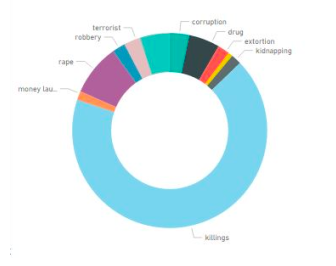 corruption
terrorist
drug
robbery
extortion
kidnapping
rape
money lau...
killings